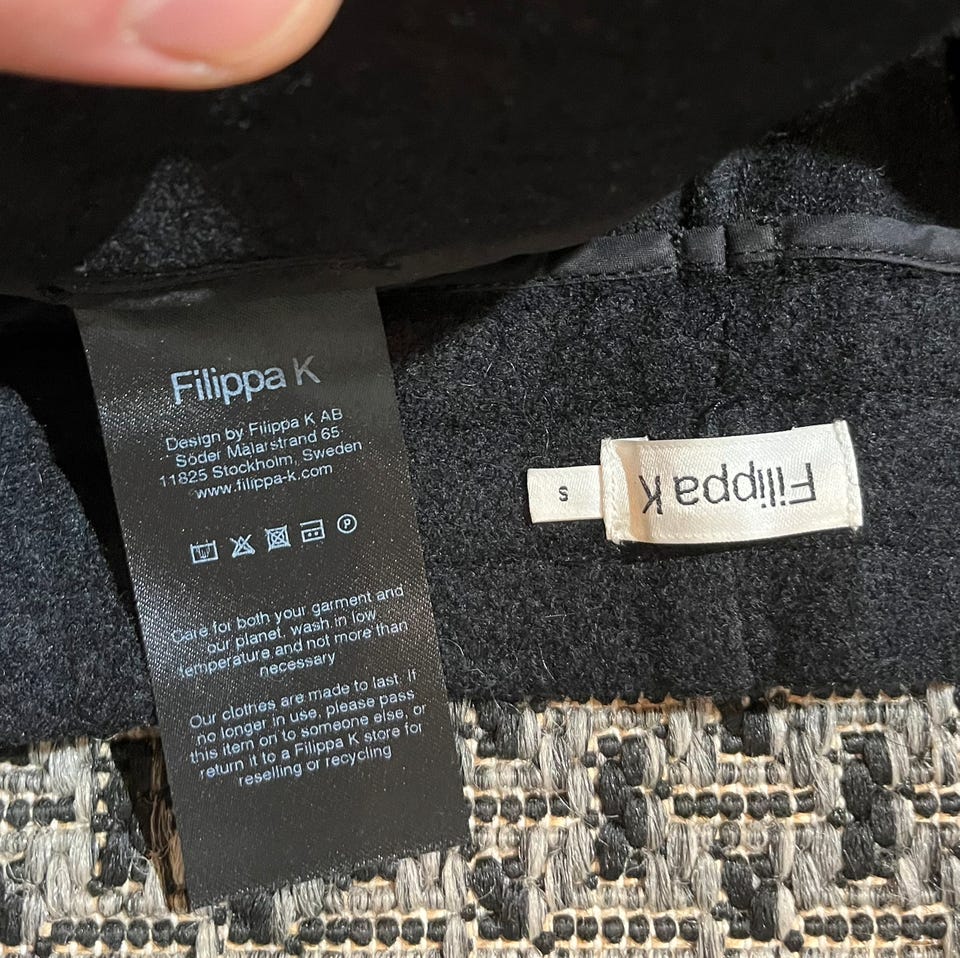 Filippa K
Design by Filippa K AB
Söder Mälarstrand 65
11825 Stockholm, Sweden
www.filippa-k.com
P
Care for both your garment and
our planet, wash in low
temperature and not more than
necessary
Our clothes are made to last. If
no longer in use, please pass
this item on to someone else, or
return it to a Filippa K store for
reselling or recycling
S
Filippa K